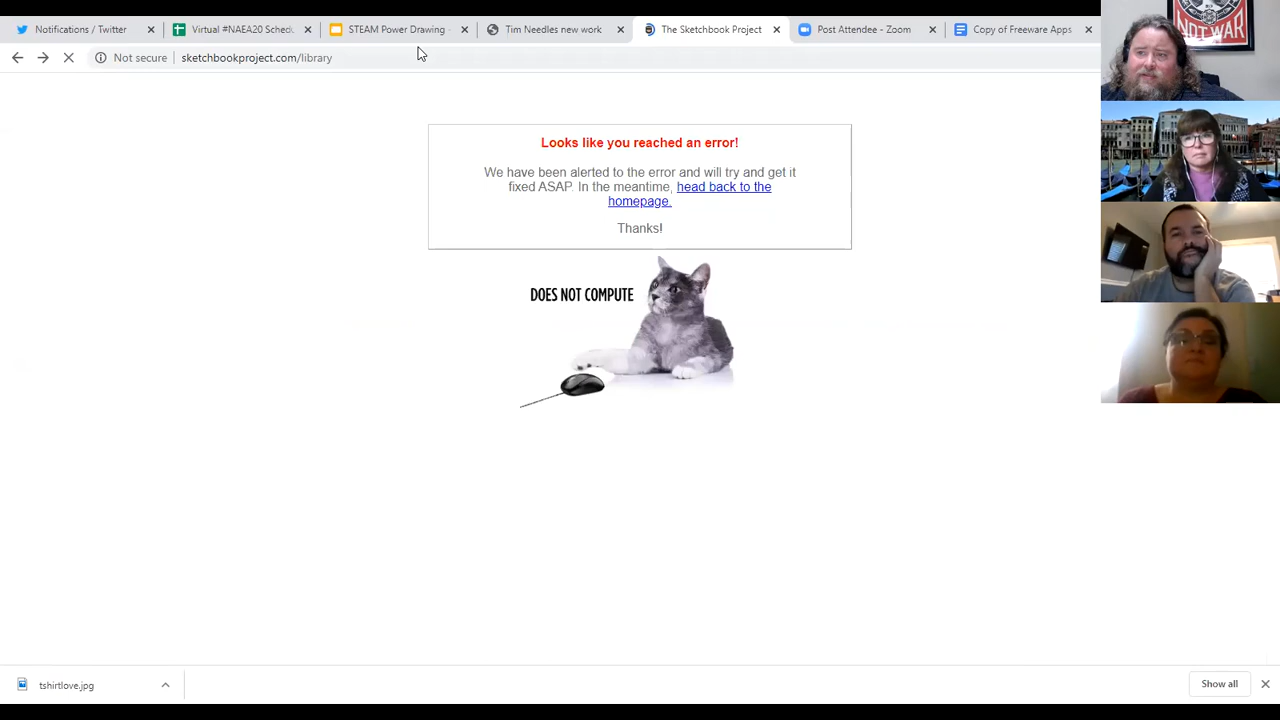 Notifications / Twitter
Virtual #NAEA20 Schedu
STEAM Power Drawing -
Tim Needles new work
The Sketchbook Project
Post Attendee - Zoom
Copy of Freeware Apps
Not secure
sketchbookproject.com/library
NOT WAR
Looks like you reached an error!
We have been alerted to the error and will try and get it
fixed ASAP. In the meantime, head back to the
homepage.
Thanks!
DOES NOT COMPUTE
tshirtlove.jpg
Show all